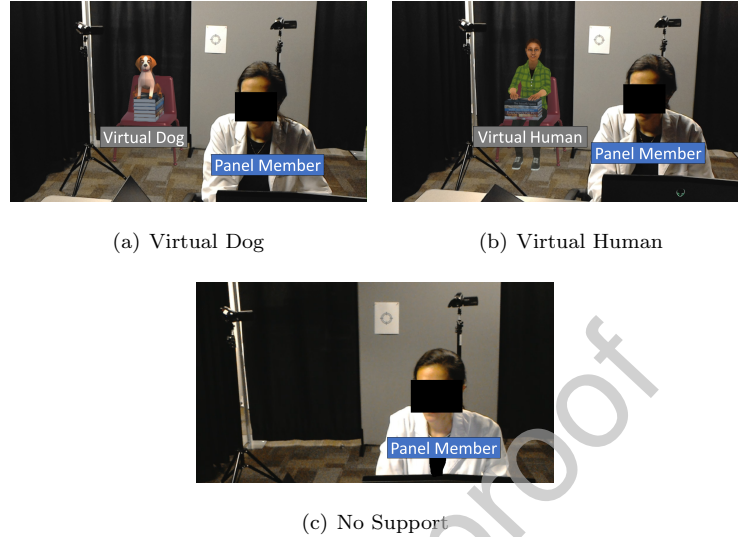 Virtual Dog
Panel Member
Virtual Human
Panel Member
(a) Virtual Dog
(b) Virtual Human
Panel Member
(c) No Support
proof